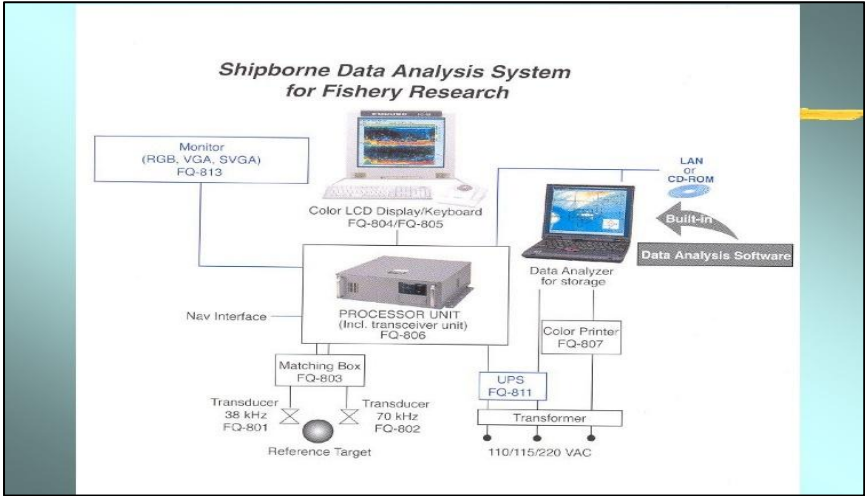 Shipborne Data Analysis System
for Fishery Research
Monitor
(RGB, VGA, SVGA)
FQ-813
FURUNO
LAN
or
CD-ROM
Color LCD Display/Keyboard
FQ-804/FQ-805
Built-in
Data Analysis Software
Data Analyzer
for storage
Nav Interface
PROCESSOR UNIT
(Incl. transceiver unit)
FQ-806
Color Printer
FQ-807
Matching Box
FQ-803
UPS
FQ-811
Transducer
38 kHz
FQ-801
Transducer
70 kHz
FQ-802
Transformer
Reference Target
110/115/220 VAC